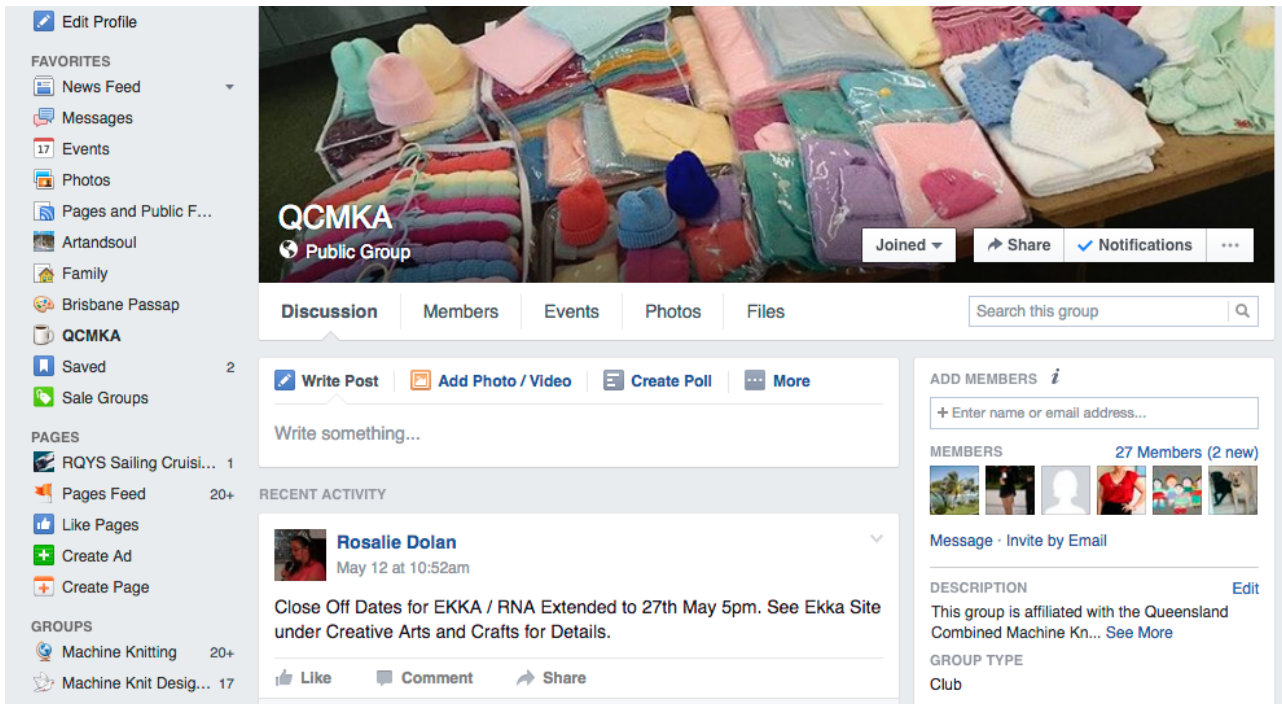 Edit Profile
FAVORITES
News Feed
Messages
17 Events
Photos
Pages and Public F...
Artandsoul
Family
Brisbane Passap
QCMKA
Saved 2
Sale Groups
PAGES
RQYS Sailing Cruisi... 1
Pages Feed 20+
Like Pages
Create Ad
Create Page
GROUPS
Machine Knitting 20+
Machine Knit Desig... 17
QCMKA
Public Group
Joined
Share
Notifications
...
Discussion
Members
Events
Photos
Files
Search this group
Write Post
Add Photo / Video
Create Poll
More
Write something...
RECENT ACTIVITY
Rosalie Dolan
May 12 at 10:52am
Close Off Dates for EKKA / RNA Extended to 27th May 5pm. See Ekka Site
under Creative Arts and Crafts for Details.
Like
Comment
Share
ADD MEMBERS i
+ Enter name or email address...
MEMBERS 27 Members (2 new)
Message · Invite by Email
DESCRIPTION Edit
This group is affiliated with the Queensland
Combined Machine Kn... See More
GROUP TYPE
Club